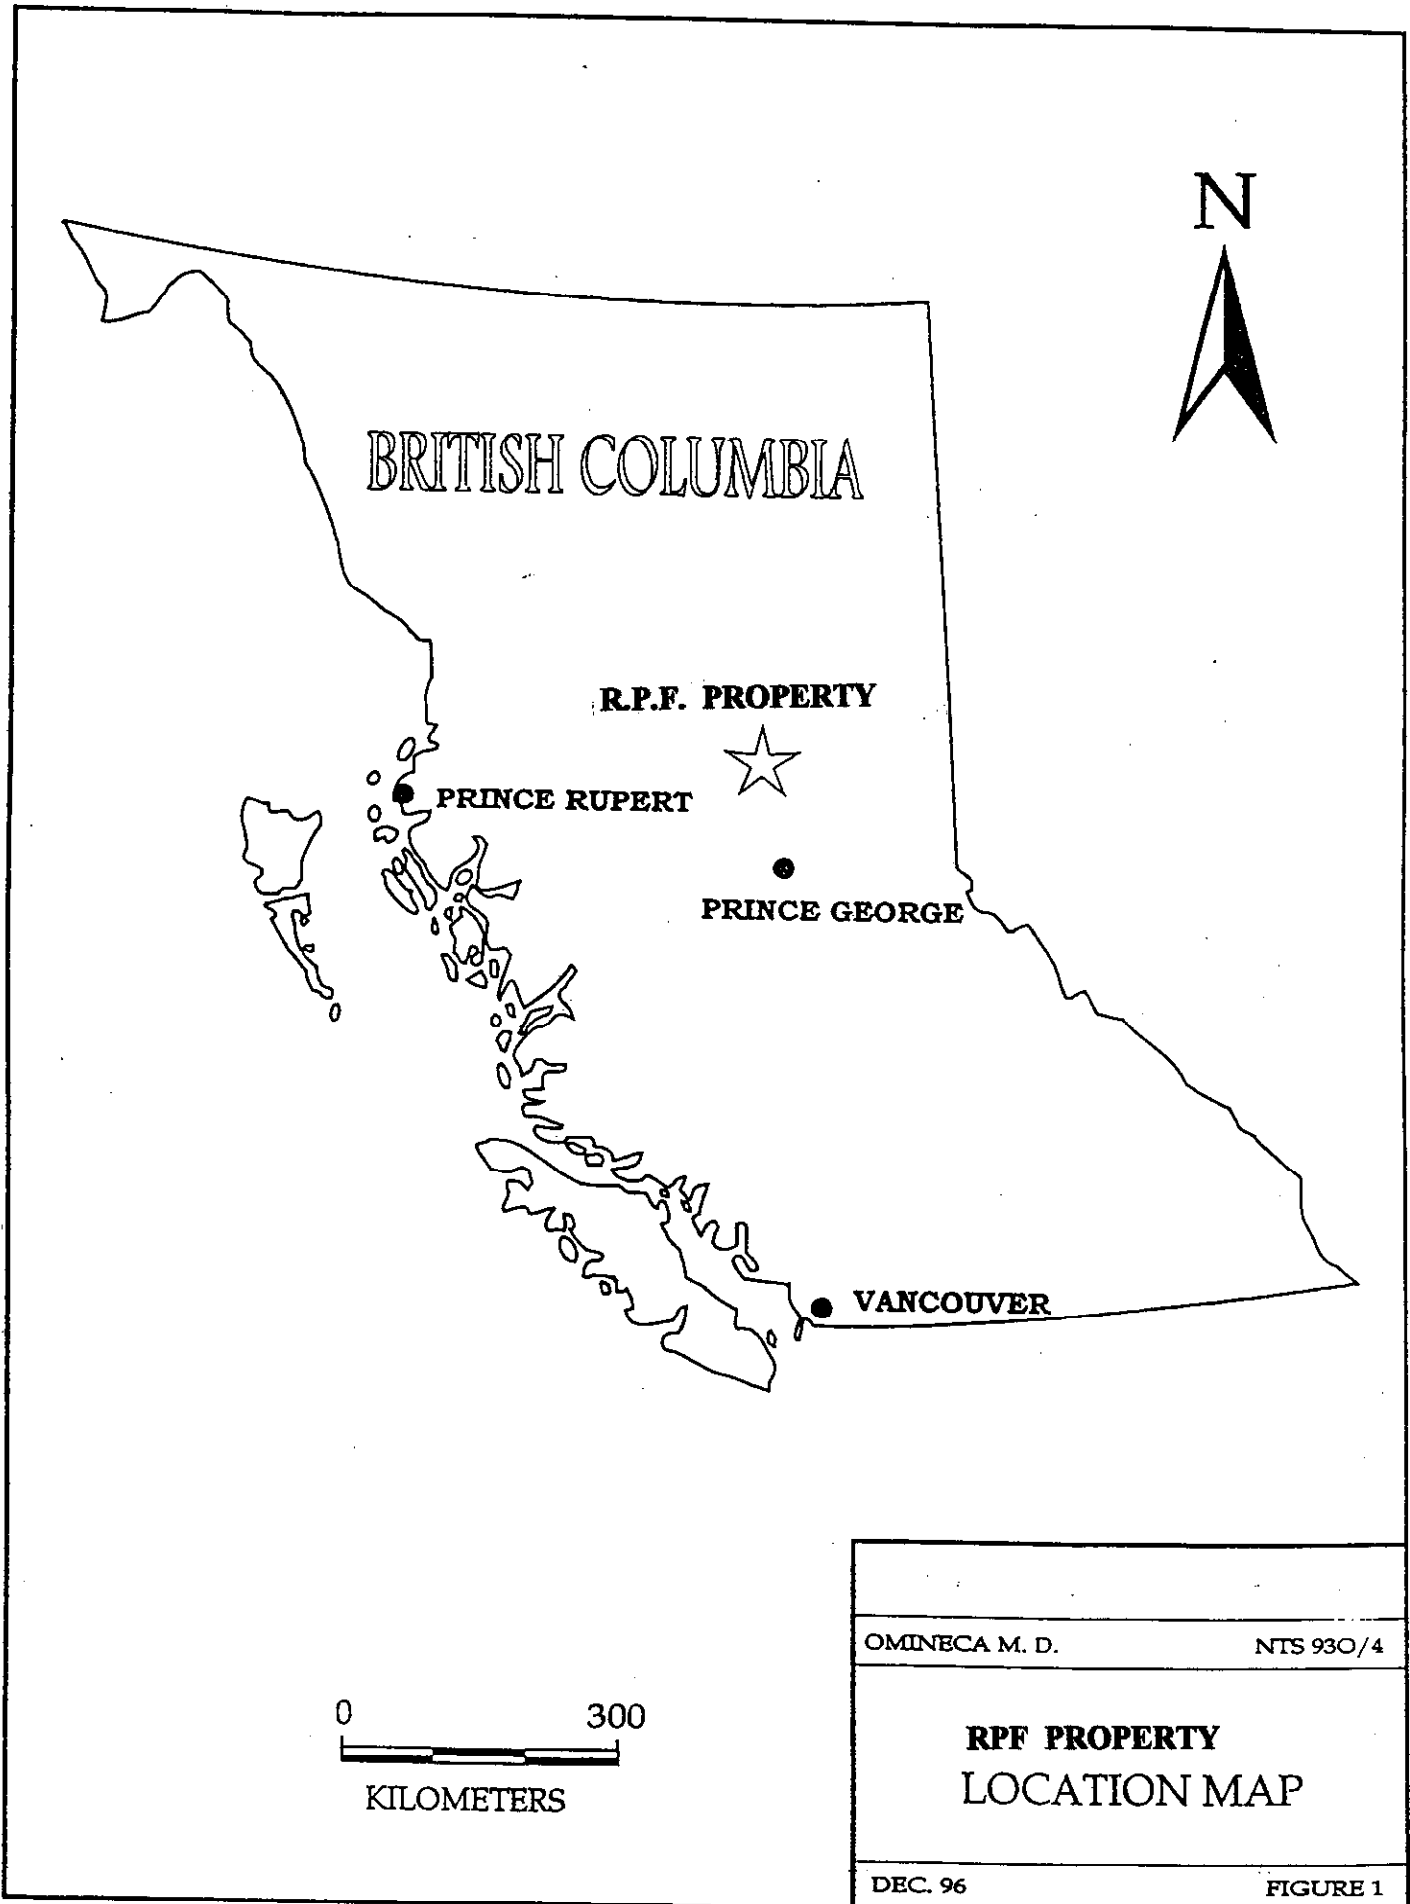 N
BRITISH COLUMBIA
R.P.F. PROPERTY
PRINCE RUPERT
PRINCE GEORGE
VANCOUVER
OMINECA M. D. NTS 93O/4
0 300
KILOMETERS
RPF PROPERTY
LOCATION MAP
DEC. 96 FIGURE 1